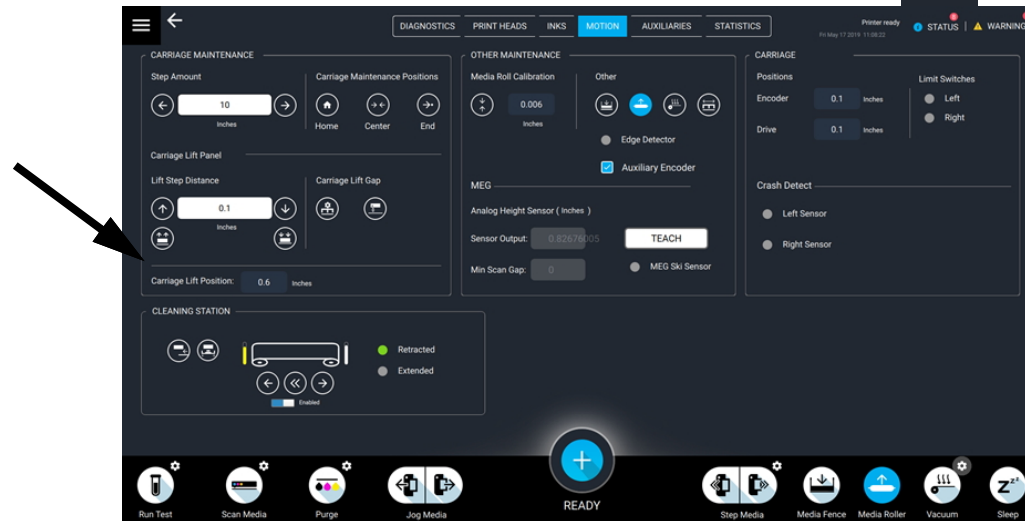 DIAGNOSTICS PRINT HEADS INKS MOTION AUXILIARIES STATISTICS
Printer ready
Fri May 17 2019 11:08:22
STATUS
WARNING
CARRIAGE MAINTENANCE
Step Amount
10
Inches
Carriage Maintenance Positions
Home Center End
Carriage Lift Panel
Lift Step Distance
0.1
Inches
Carriage Lift Gap
Carriage Lift Position: 0.6 Inches
OTHER MAINTENANCE
Media Roll Calibration
0.006
Inches
Other
Edge Detector
Auxiliary Encoder
MEG
Analog Height Sensor ( Inches )
Sensor Output: 0.82676005 TEACH
Min Scan Gap: 0 MEG Ski Sensor
CARRIAGE
Positions
Encoder 0.1 Inches
Drive 0.1 Inches
Limit Switches
Left
Right
Crash Detect
Left Sensor
Right Sensor
CLEANING STATION
Retracted
Extended
Enabled
Run Test Scan Media Purge Jog Media READY Step Media Media Fence Media Roller Vacuum Sleep